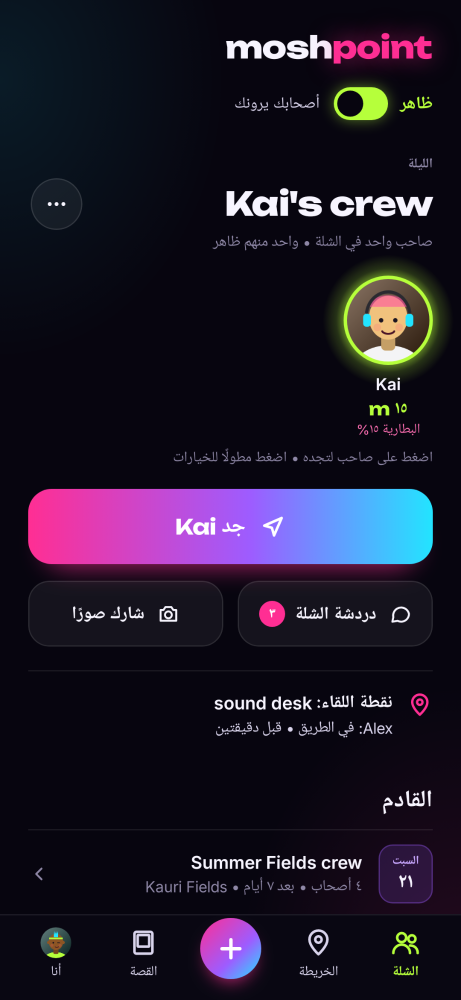 moshpoint
ظاهر أصحابك يرونك
الليلة
Kai's crew
صاحب واحد في الشلة • واحد منهم ظاهر
Kai
١٥ m
البطارية ١٥%
اضغط على صاحب لتجده • اضغط مطولًا للخيارات
جد Kai
دردشة الشلة ٣
شارك صورًا
نقطة اللقاء: sound desk
Alex: في الطريق • قبل دقيقتين
القادم
السبت
٢١
Summer Fields crew
٤ أصحاب • بعد ٧ أيام • Kauri Fields
الشلة
الخريطة
القصة
أنا